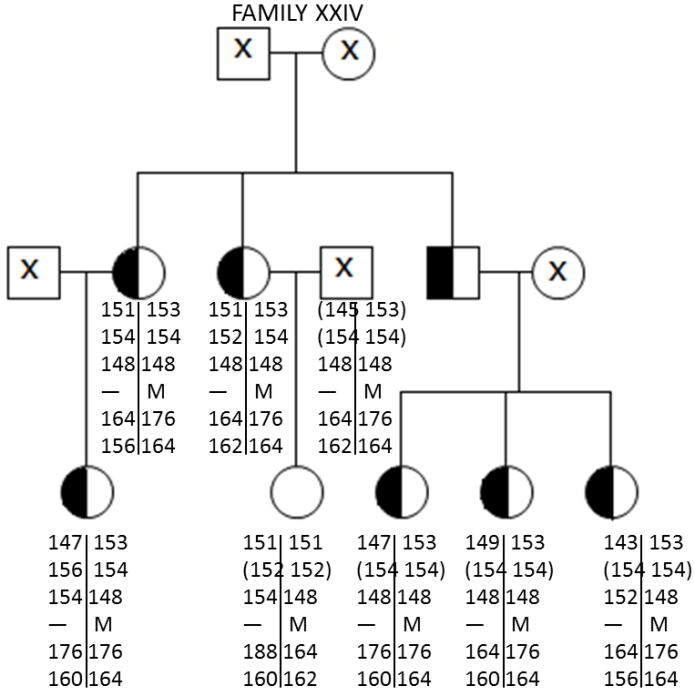 FAMILY XXIV
X X
X X X
151 153 151 153 (145 153)
154 154 152 154 (154 154)
148 148 148 148 148 148
— M — M — M
164 176 164 176 164 176
156 164 162 164 162 164
147 153 151 151 147 153 149 153 143 153
156 154 (152 152) (154 154) (154 154) (154 154)
154 148 154 148 148 148 148 148 152 148
— M — M — M — M — M
176 176 188 164 176 176 164 176 164 176
160 164 160 162 160 164 160 164 156 164